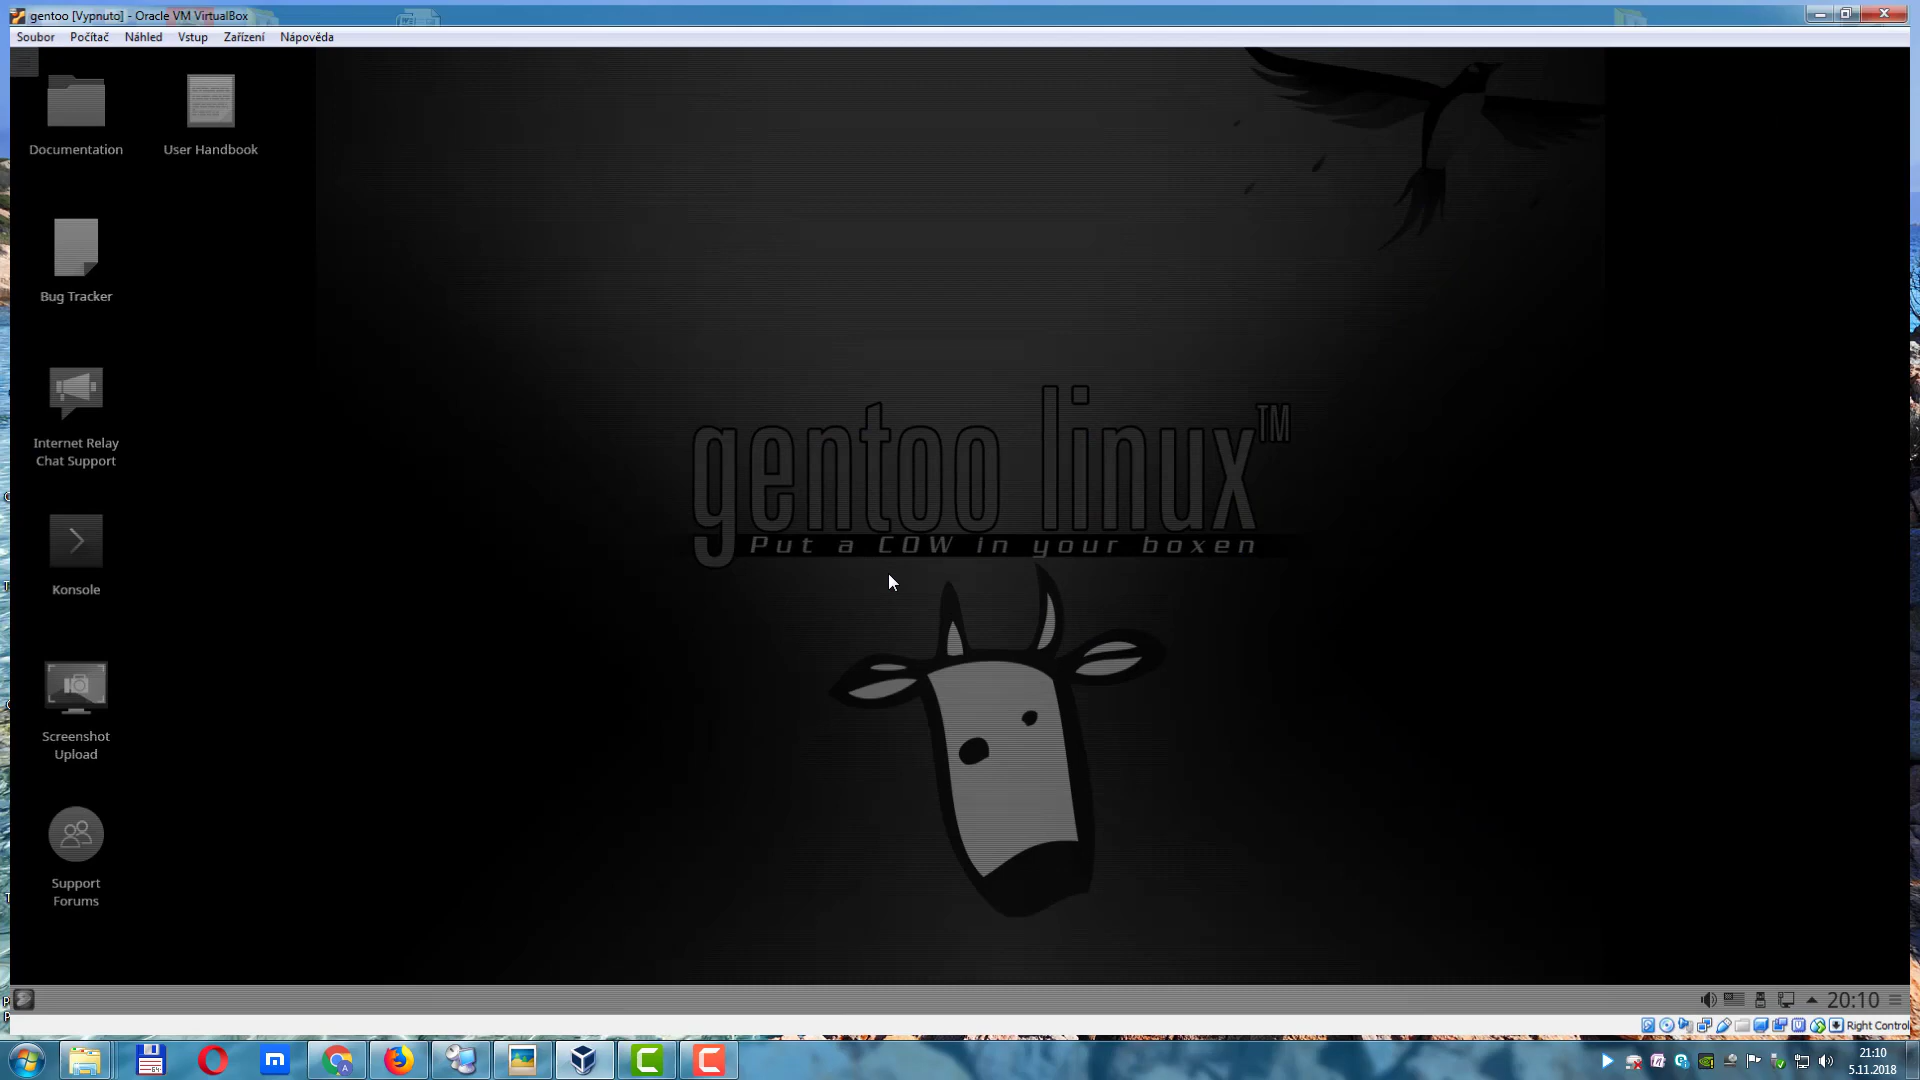 gentoo [Vypnuto] - Oracle VM VirtualBox
Soubor Počítač Náhled Vstup Zařízení Nápověda
Documentation
User Handbook
Bug Tracker
Internet Relay
Chat Support
Konsole
Screenshot
Upload
Support
Forums
gentoo linux™
Put a COW in your boxen
20:10
Right Control
64
m
A
21:10
5.11.2018